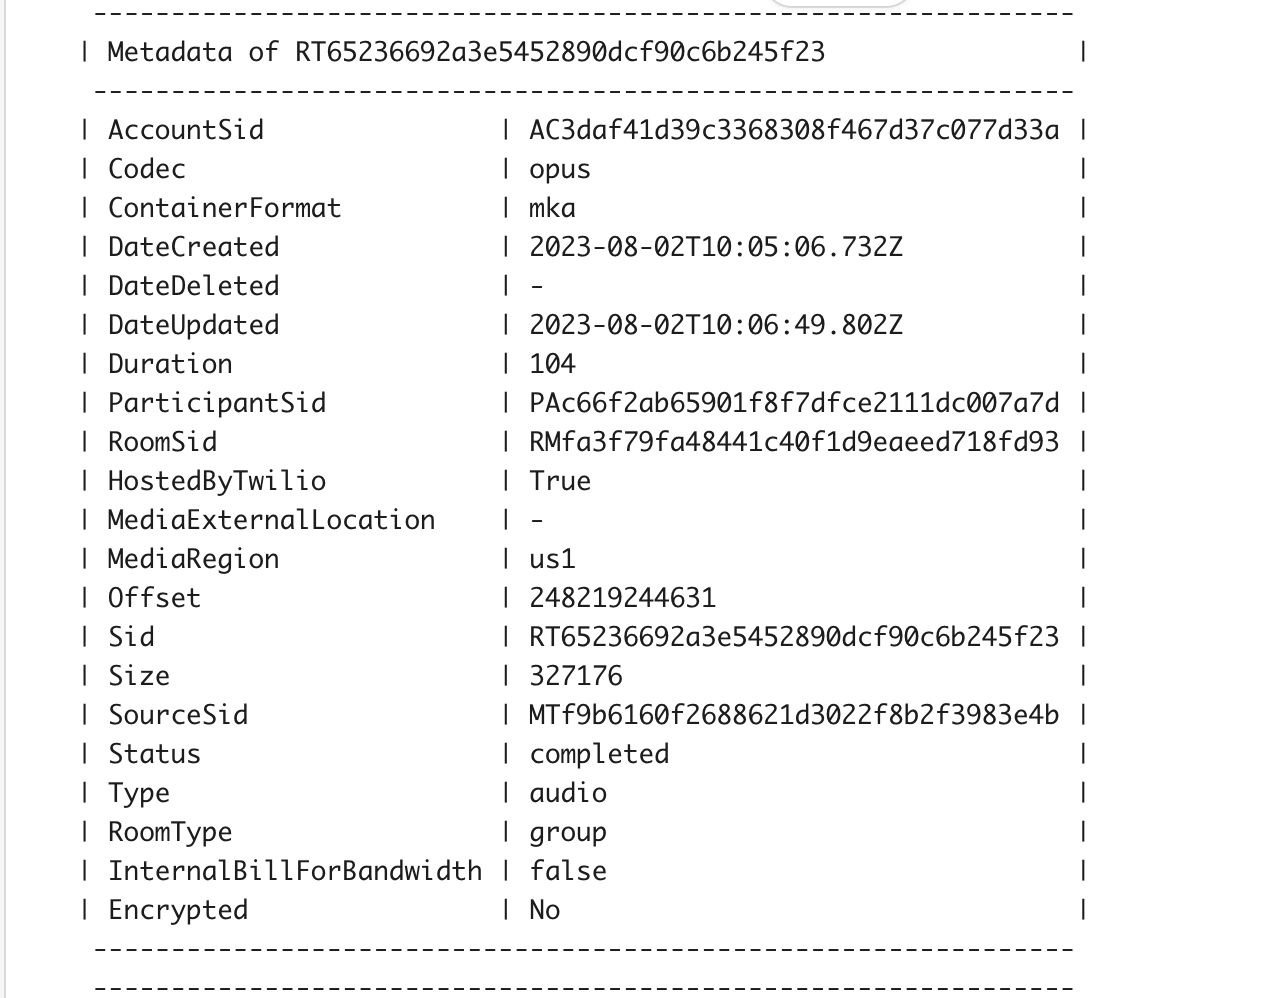 ---------------------------------------------------------------
| Metadata of RT65236692a3e5452890dcf90c6b245f23                |
---------------------------------------------------------------
| AccountSid               | AC3daf41d39c3368308f467d37c077d33a |
| Codec                    | opus                               |
| ContainerFormat          | mka                                |
| DateCreated              | 2023-08-02T10:05:06.732Z           |
| DateDeleted              | -                                  |
| DateUpdated              | 2023-08-02T10:06:49.802Z           |
| Duration                 | 104                                |
| ParticipantSid           | PAc66f2ab65901f8f7dfce2111dc007a7d |
| RoomSid                  | RMfa3f79fa48441c40f1d9eaeed718fd93 |
| HostedByTwilio           | True                               |
| MediaExternalLocation    | -                                  |
| MediaRegion              | us1                                |
| Offset                   | 248219244631                       |
| Sid                      | RT65236692a3e5452890dcf90c6b245f23 |
| Size                     | 327176                             |
| SourceSid                | MTf9b6160f2688621d3022f8b2f3983e4b |
| Status                   | completed                          |
| Type                     | audio                              |
| RoomType                 | group                              |
| InternalBillForBandwidth | false                              |
| Encrypted                | No                                 |
---------------------------------------------------------------
---------------------------------------------------------------